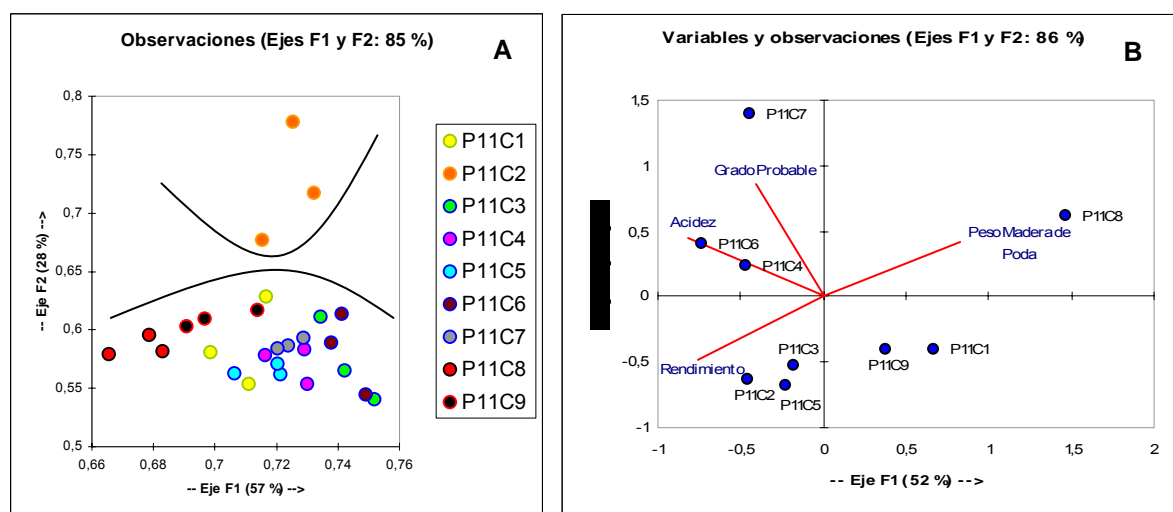 Observaciones (Ejes F1 y F2: 85 %)
A
0,8
0,75
0,7
0,65
0,6
0,55
0,5
0,66
0,68
0,7
0,72
0,74
0,76
-- Eje F2 (28 %) -->
-- Eje F1 (57 %) -->
P11C1
P11C2
P11C3
P11C4
P11C5
P11C6
P11C7
P11C8
P11C9
Variables y observaciones (Ejes F1 y F2: 86 %)
B
1,5
1
0,5
0
-0,5
-1
-1
-0,5
0
0,5
1
1,5
2
P11C7
Grado Probable
Acidez
P11C6
P11C4
P11C8
Peso Madera de
Poda
P11C3
P11C9
P11C1
Rendimiento
P11C2
P11C5
-- Eje F1 (52 %) -->